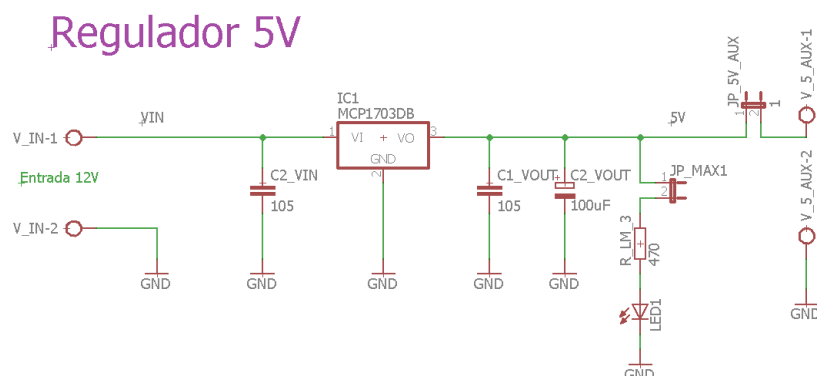 Regulador 5V
IC1
MCP1703DB
VIN
V_IN-1
1
VI
+
VO
3
GND
2
5V
JP_5V_AUX
1
2
1
V_5_AUX-1
Entrada 12V
C2_VIN
105
C1_VOUT
105
+
C2_VOUT
100uF
JP_MAX1
1
2
V_IN-2
R_LM_3
470
V_5_AUX-2
LED1
GND
GND
GND
GND
GND
GND
GND